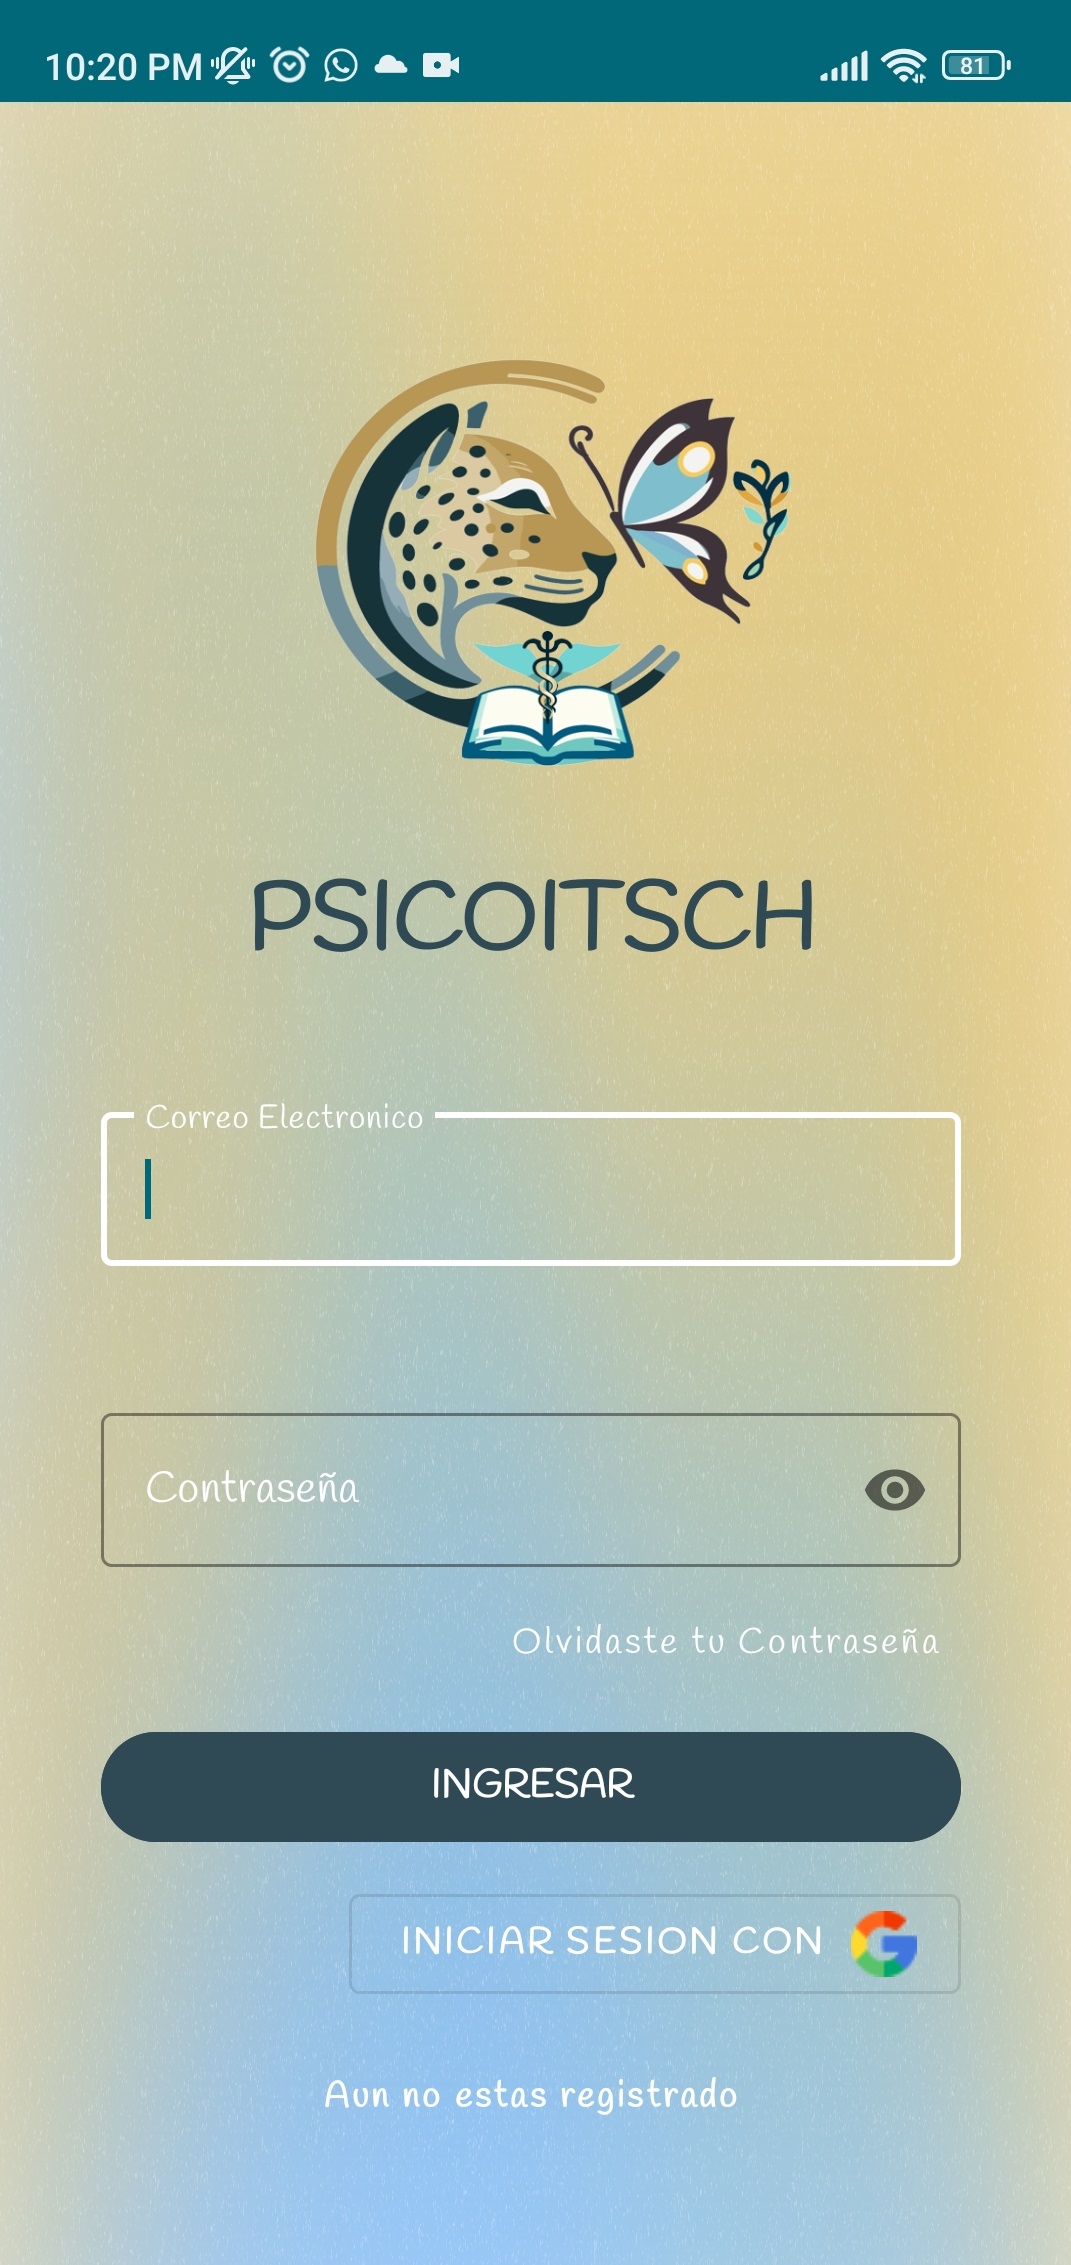 10:20 PM 81
PSICOITSCH
Correo Electronico
Contraseña
Olvidaste tu Contraseña
INGRESAR
INICIAR SESION CON G
Aun no estas registrado